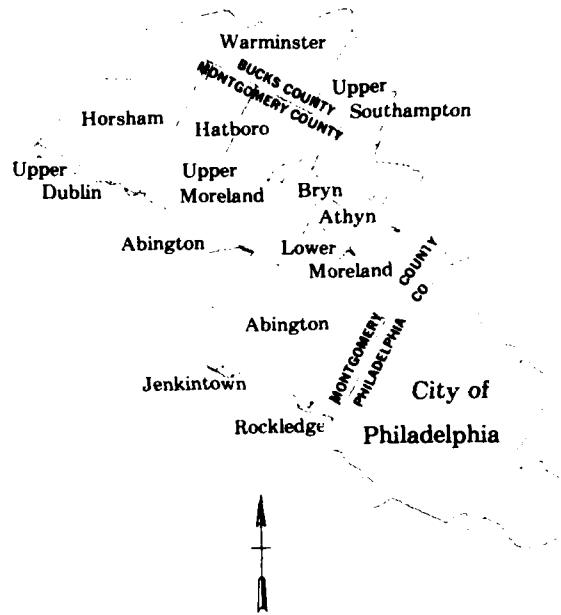 Warminster
BUCKS COUNTY
MONTGOMERY COUNTY
Upper
Southampton
Horsham
Hatboro
Upper
Dublin
Upper
Moreland
Bryn
Athyn
Abington
Lower
Moreland
Abington
MONTGOMERY COUNTY
PHILADELPHIA CO
Jenkintown
City of
Philadelphia
Rockledge